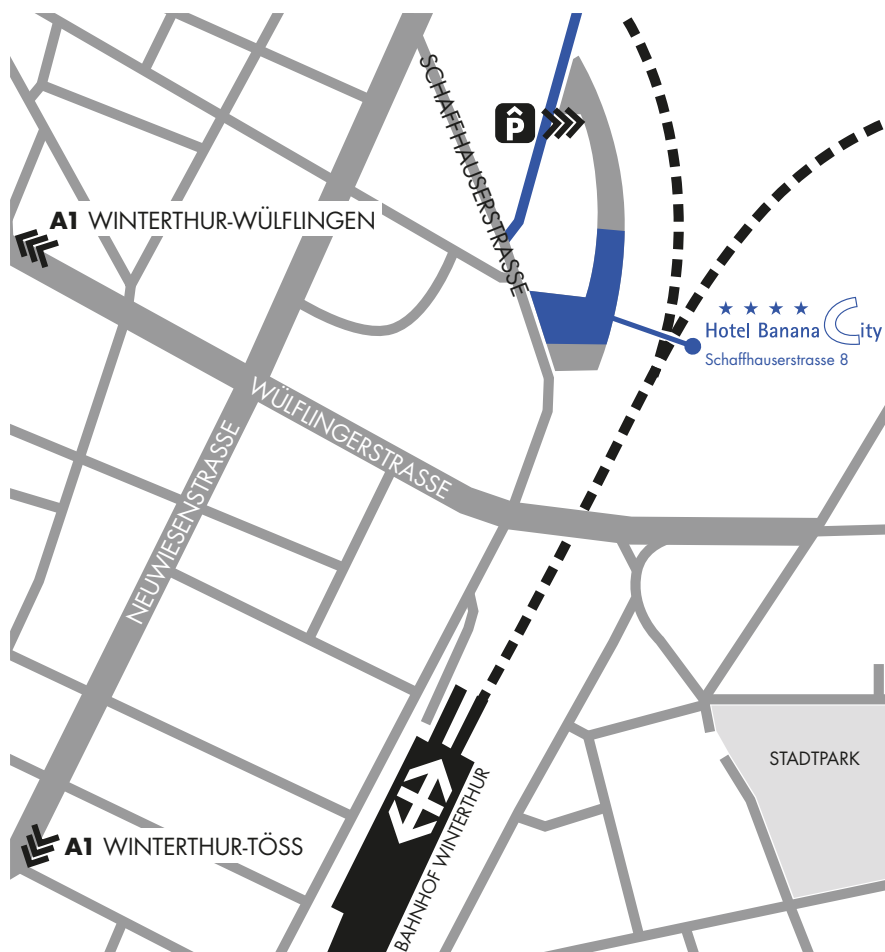 SCHAFFHAUSERSTRASSE
P
A1 WINTERTHUR-WÜLFLINGEN
★ ★ ★ ★
Hotel Banana City
Schaffhauserstrasse 8
WÜLFLINGERSTRASSE
NEUWIESENSTRASSE
STADTPARK
BAHNHOF WINTERTHUR
A1 WINTERTHUR-TÖSS